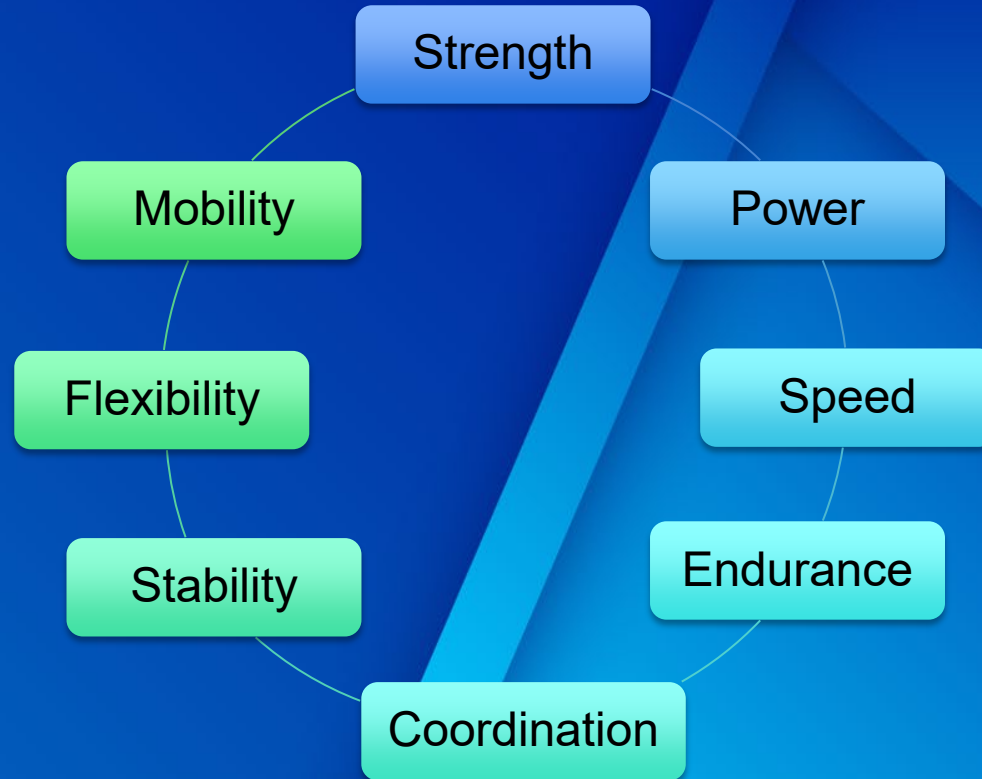 Strength
Power
Speed
Endurance
Coordination
Stability
Flexibility
Mobility